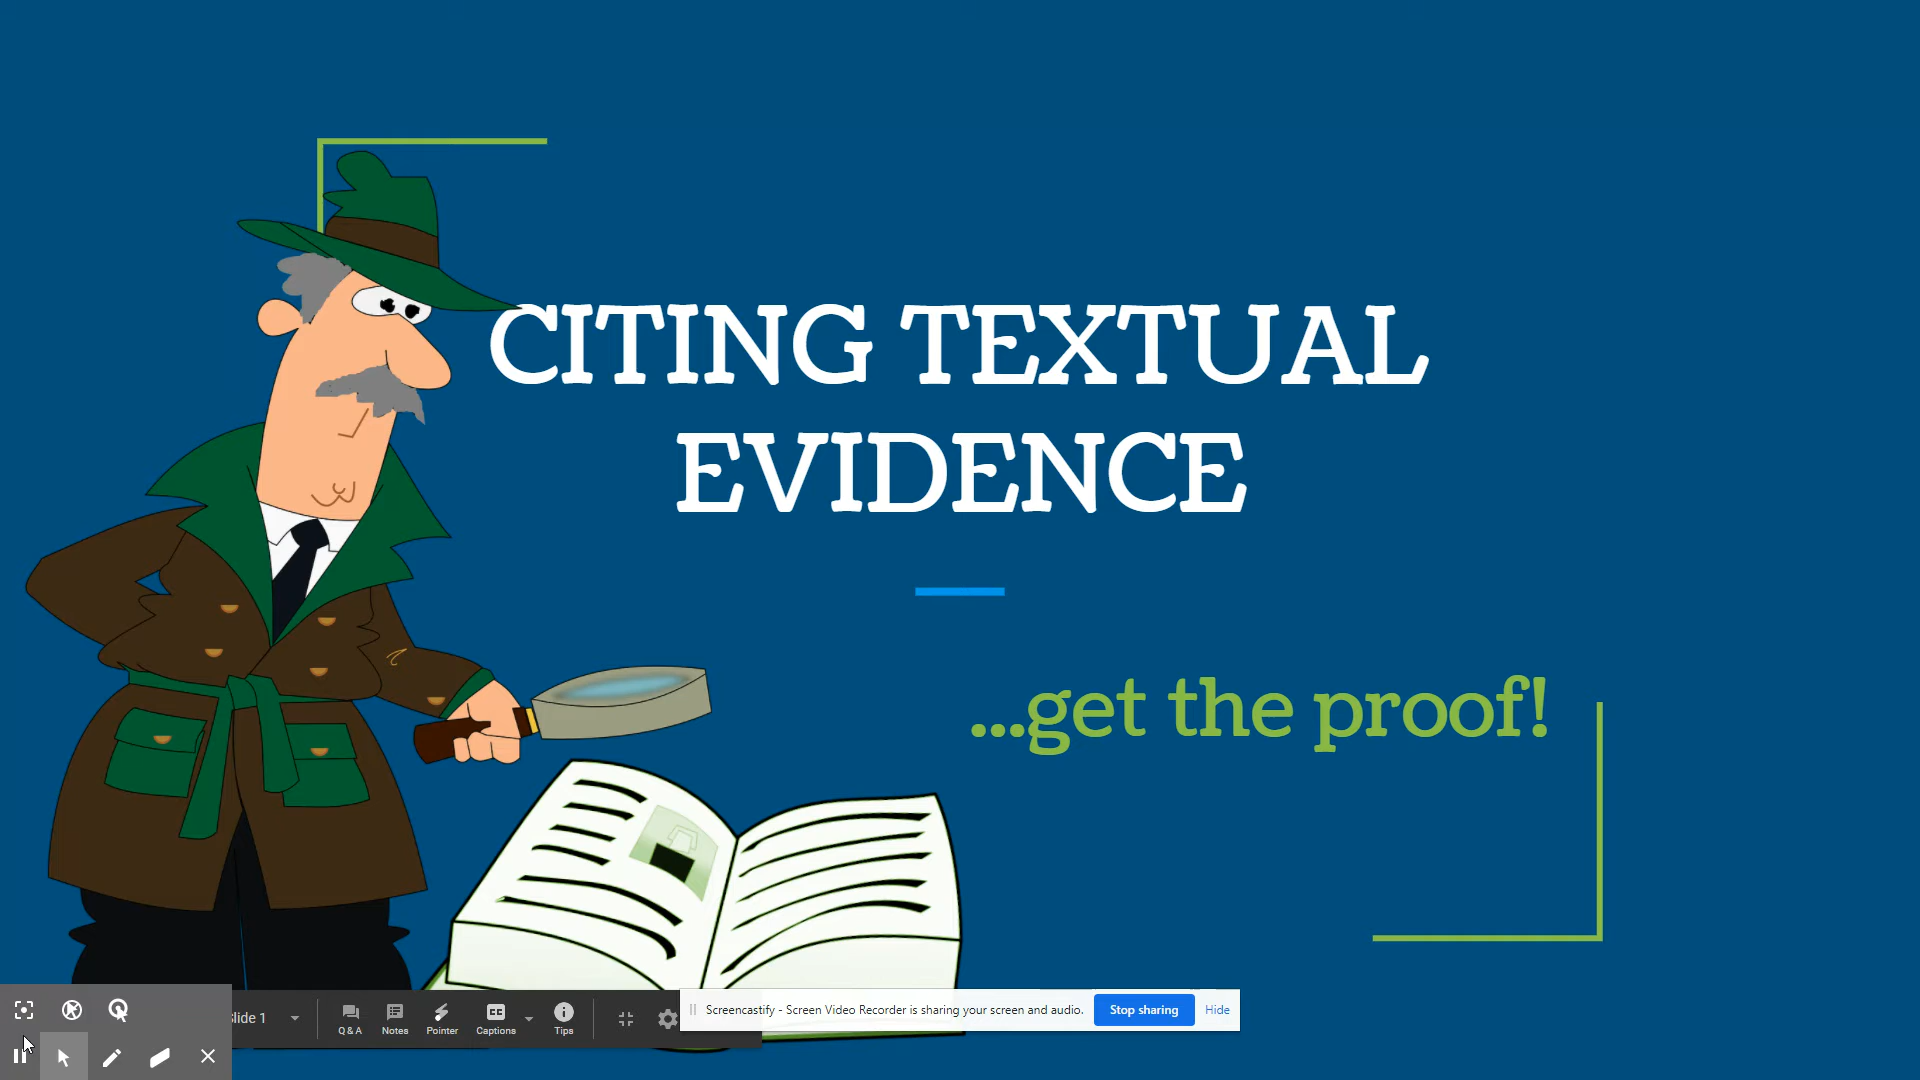 CITING TEXTUAL
EVIDENCE
...get the proof!
lide 1
Q & A
Notes
Pointer
Captions
Tips
Screencastify - Screen Video Recorder is sharing your screen and audio.
Stop sharing
Hide